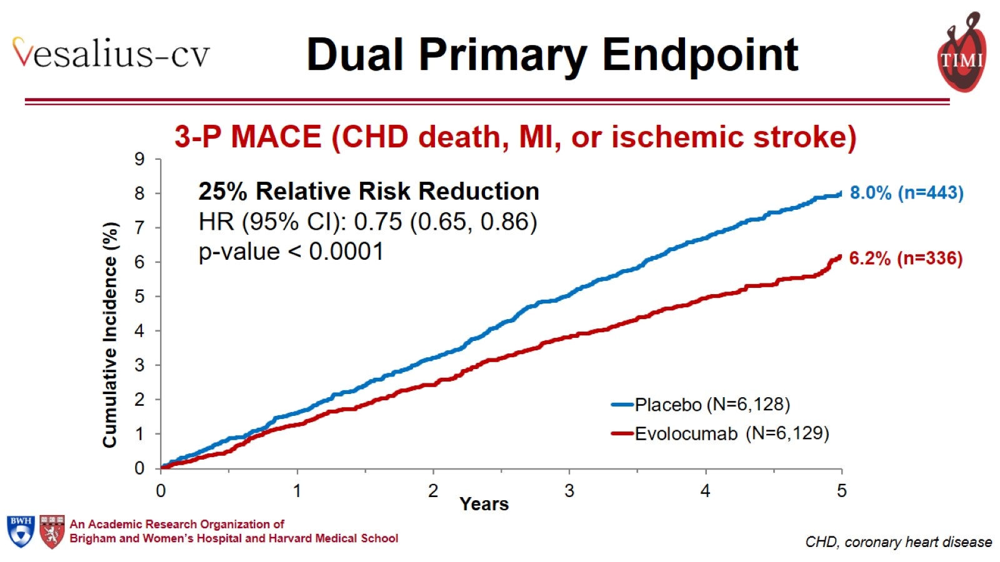 Vesalius-cv
Dual Primary Endpoint
TIMI
3-P MACE (CHD death, MI, or ischemic stroke)
25% Relative Risk Reduction
HR (95% CI): 0.75 (0.65, 0.86)
p-value < 0.0001
Cumulative Incidence (%)
9
8
7
6
5
4
3
2
1
0
8.0% (n=443)
6.2% (n=336)
Placebo (N=6,128)
Evolocumab (N=6,129)
0 1 2 3 4 5
Years
BWH
An Academic Research Organization of
Brigham and Women's Hospital and Harvard Medical School
CHD, coronary heart disease